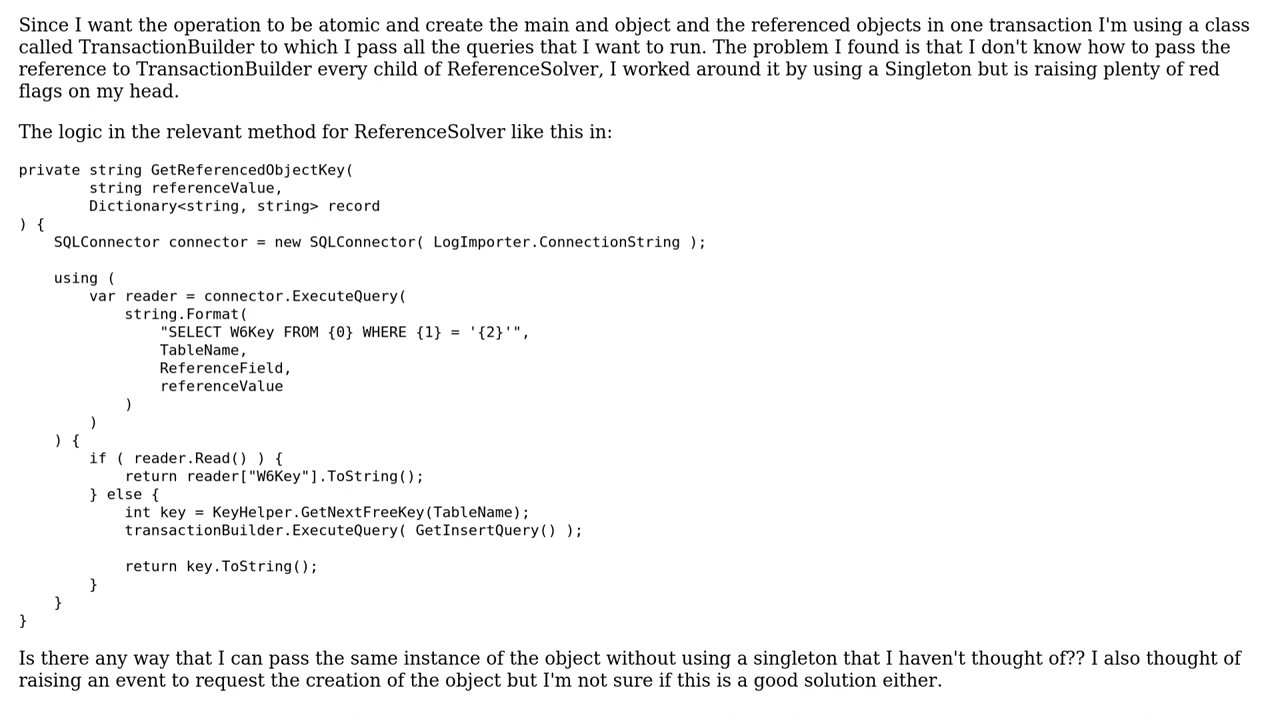 Since I want the operation to be atomic and create the main and object and the referenced objects in one transaction I'm using a class
called TransactionBuilder to which I pass all the queries that I want to run. The problem I found is that I don't know how to pass the
reference to TransactionBuilder every child of ReferenceSolver, I worked around it by using a Singleton but is raising plenty of red
flags on my head.
The logic in the relevant method for ReferenceSolver like this in:
private string GetReferencedObjectKey(
        string referenceValue,
        Dictionary<string, string> record
) {
    SQLConnector connector = new SQLConnector( LogImporter.ConnectionString );
    using (
        var reader = connector.ExecuteQuery(
            string.Format(
                "SELECT W6Key FROM {0} WHERE {1} = '{2}'",
                TableName,
                ReferenceField,
                referenceValue
            )
        )
    ) {
        if ( reader.Read() ) {
            return reader["W6Key"].ToString();
        } else {
            int key = KeyHelper.GetNextFreeKey(TableName);
            transactionBuilder.ExecuteQuery( GetInsertQuery() );
            return key.ToString();
        }
    }
}
Is there any way that I can pass the same instance of the object without using a singleton that I haven't thought of?? I also thought of
raising an event to request the creation of the object but I'm not sure if this is a good solution either.